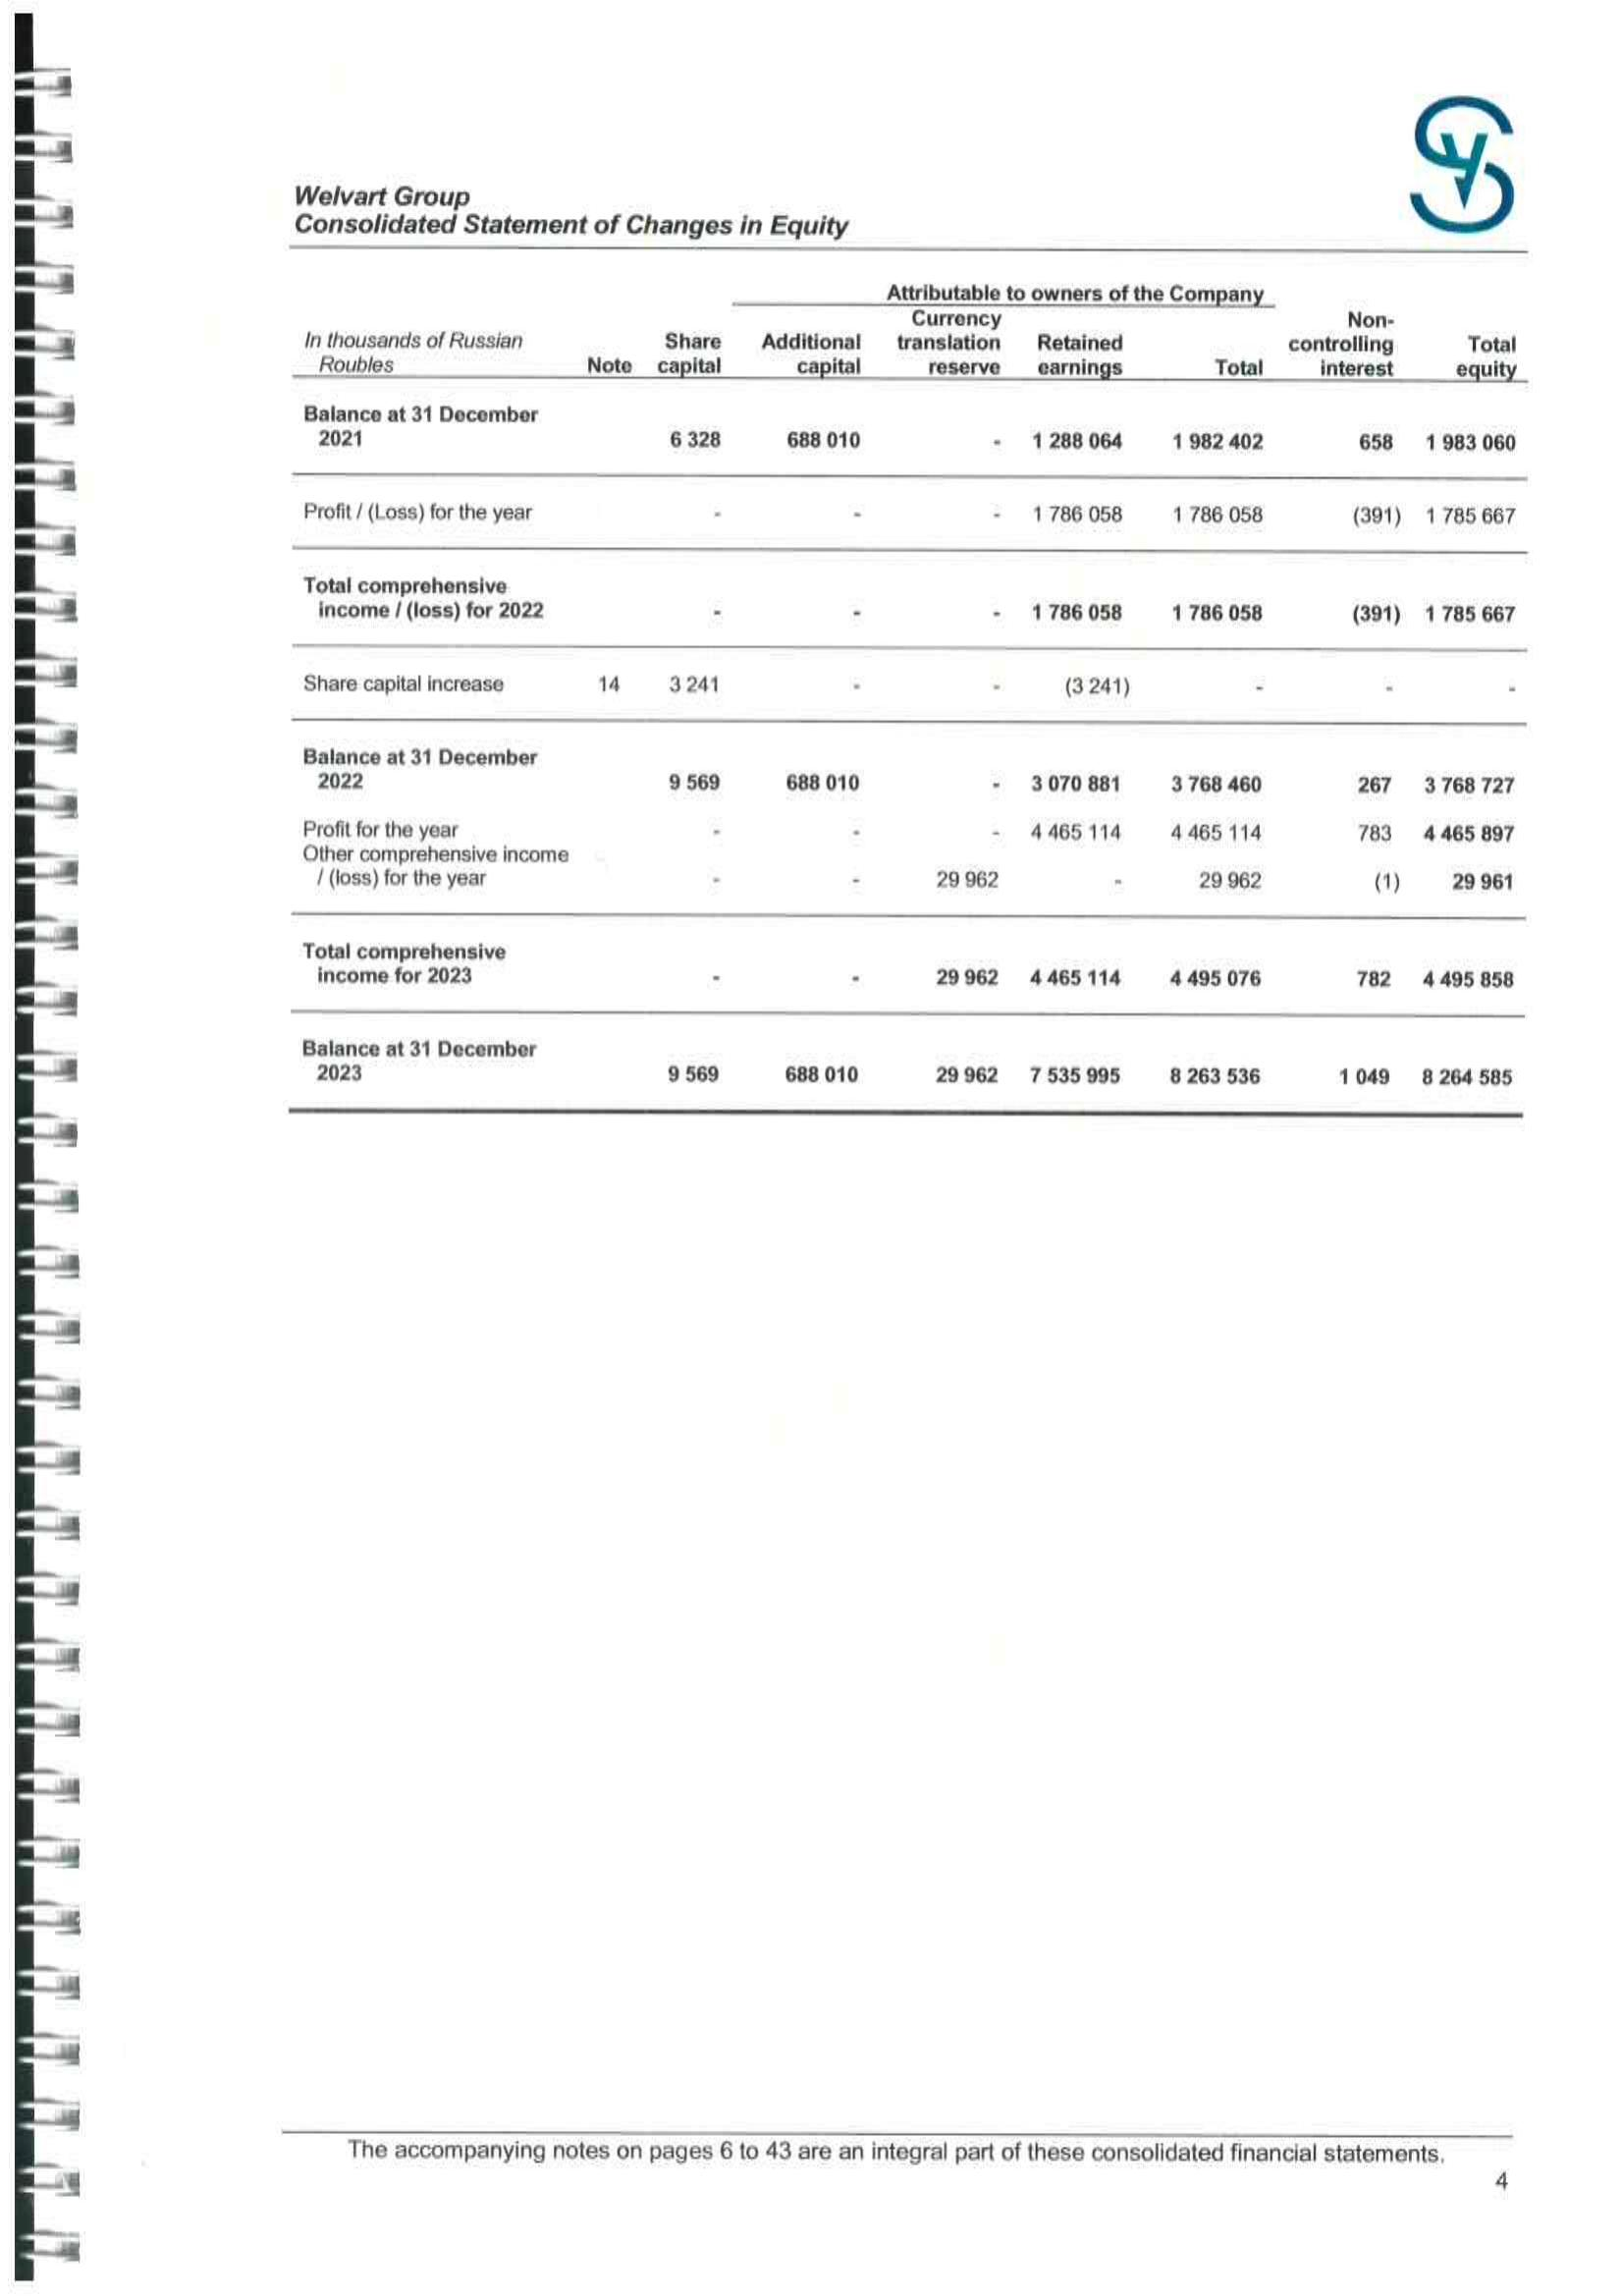 Welvart Group
Consolidated Statement of Changes in Equity
Attributable to owners of the Company
In thousands of Russian Roubles Note Share capital Additional capital Currency translation reserve Retained earnings Total Non-controlling interest Total equity
Balance at 31 December
2021 6 328 688 010 - 1 288 064 1 982 402 658 1 983 060
Profit / (Loss) for the year - - - 1 786 058 1 786 058 (391) 1 785 667
Total comprehensive
income / (loss) for 2022 - - - 1 786 058 1 786 058 (391) 1 785 667
Share capital increase 14 3 241 - - (3 241) - - -
Balance at 31 December
2022 9 569 688 010 - 3 070 881 3 768 460 267 3 768 727
Profit for the year - - - 4 465 114 4 465 114 783 4 465 897
Other comprehensive income
/ (loss) for the year - - 29 962 - 29 962 (1) 29 961
Total comprehensive
income for 2023 - - 29 962 4 465 114 4 495 076 782 4 495 858
Balance at 31 December
2023 9 569 688 010 29 962 7 535 995 8 263 536 1 049 8 264 585
The accompanying notes on pages 6 to 43 are an integral part of these consolidated financial statements.
4